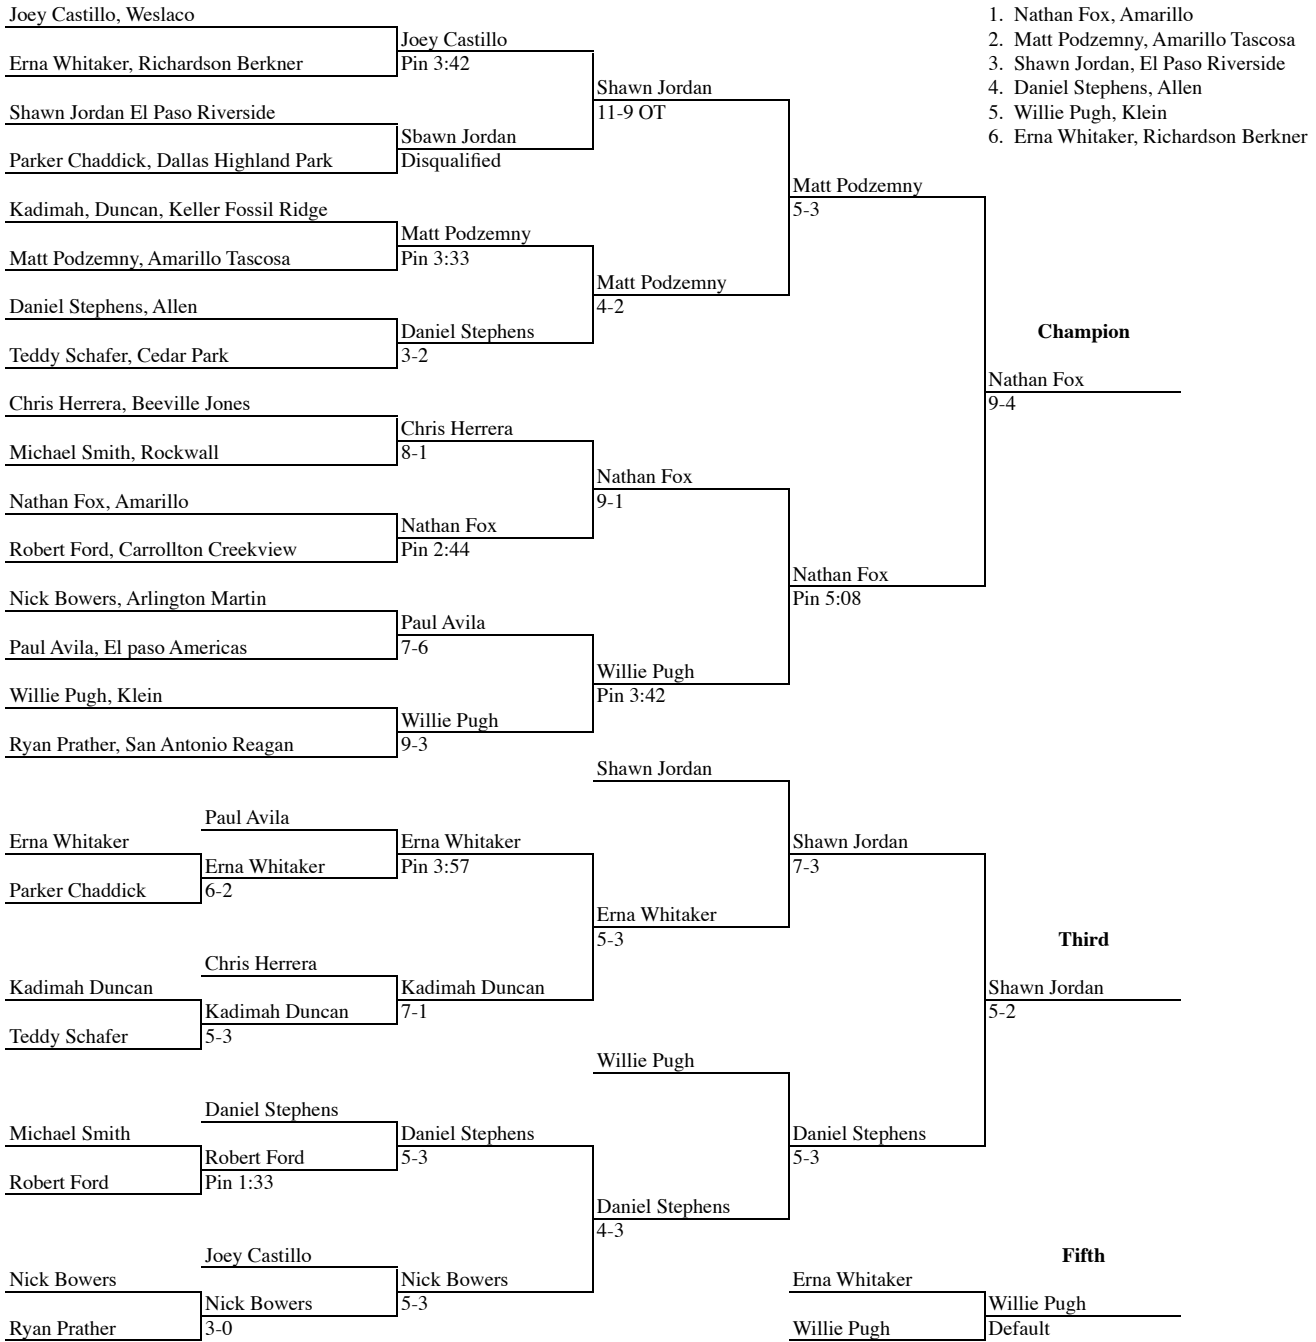 Joey Castillo, Weslaco
Erna Whitaker, Richardson Berkner
Shawn Jordan El Paso Riverside
Parker Chaddick, Dallas Highland Park
Kadimah, Duncan, Keller Fossil Ridge
Matt Podzemny, Amarillo Tascosa
Daniel Stephens, Allen
Teddy Schafer, Cedar Park
Chris Herrera, Beeville Jones
Michael Smith, Rockwall
Nathan Fox, Amarillo
Robert Ford, Carrollton Creekview
Nick Bowers, Arlington Martin
Paul Avila, El paso Americas
Willie Pugh, Klein
Ryan Prather, San Antonio Reagan
Joey Castillo
Pin 3:42
Sbawn Jordan
Disqualified
Matt Podzemny
Pin 3:33
Daniel Stephens
3-2
Chris Herrera
8-1
Nathan Fox
Pin 2:44
Paul Avila
7-6
Willie Pugh
9-3
Shawn Jordan
11-9 OT
Matt Podzemny
4-2
Nathan Fox
9-1
Willie Pugh
Pin 3:42
Matt Podzemny
5-3
Nathan Fox
Pin 5:08
Champion
Nathan Fox
9-4
1. Nathan Fox, Amarillo
2. Matt Podzemny, Amarillo Tascosa
3. Shawn Jordan, El Paso Riverside
4. Daniel Stephens, Allen
5. Willie Pugh, Klein
6. Erna Whitaker, Richardson Berkner
Erna Whitaker
Parker Chaddick
Kadimah Duncan
Teddy Schafer
Michael Smith
Robert Ford
Nick Bowers
Ryan Prather
Paul Avila
Erna Whitaker
6-2
Chris Herrera
Kadimah Duncan
5-3
Daniel Stephens
Robert Ford
Pin 1:33
Joey Castillo
Nick Bowers
3-0
Erna Whitaker
Pin 3:57
Kadimah Duncan
7-1
Daniel Stephens
5-3
Nick Bowers
5-3
Shawn Jordan
Erna Whitaker
5-3
Willie Pugh
Daniel Stephens
4-3
Shawn Jordan
7-3
Daniel Stephens
5-3
Third
Shawn Jordan
5-2
Fifth
Erna Whitaker
Willie Pugh
Willie Pugh
Default